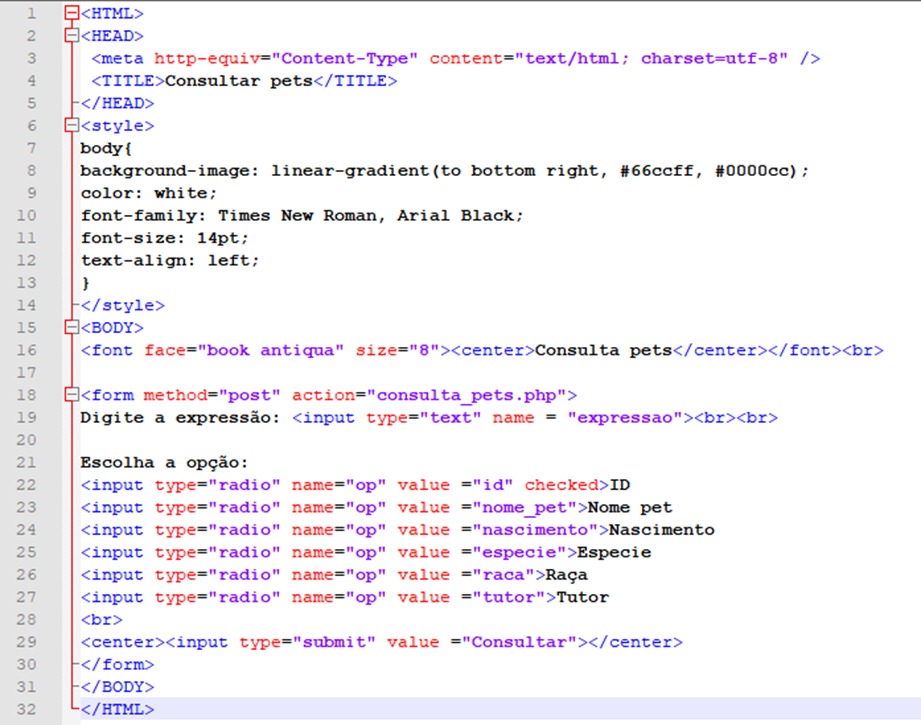 1 <HTML>
2 <HEAD>
3 <meta http-equiv="Content-Type" content="text/html; charset=utf-8" />
4 <TITLE>Consultar pets</TITLE>
5 </HEAD>
6 <style>
7 body{
8 background-image: linear-gradient(to bottom right, #66ccff, #0000cc);
9 color: white;
10 font-family: Times New Roman, Arial Black;
11 font-size: 14pt;
12 text-align: left;
13 }
14 </style>
15 <BODY>
16 <font face="book antiqua" size="8"><center>Consulta pets</center></font><br>
17
18 <form method="post" action="consulta_pets.php">
19 Digite a expressão: <input type="text" name = "expressao"><br><br>
20
21 Escolha a opção:
22 <input type="radio" name="op" value ="id" checked>ID
23 <input type="radio" name="op" value ="nome_pet">Nome pet
24 <input type="radio" name="op" value ="nascimento">Nascimento
25 <input type="radio" name="op" value ="especie">Especie
26 <input type="radio" name="op" value ="raca">Raça
27 <input type="radio" name="op" value ="tutor">Tutor
28 <br>
29 <center><input type="submit" value ="Consultar"></center>
30 </form>
31 </BODY>
32 </HTML>